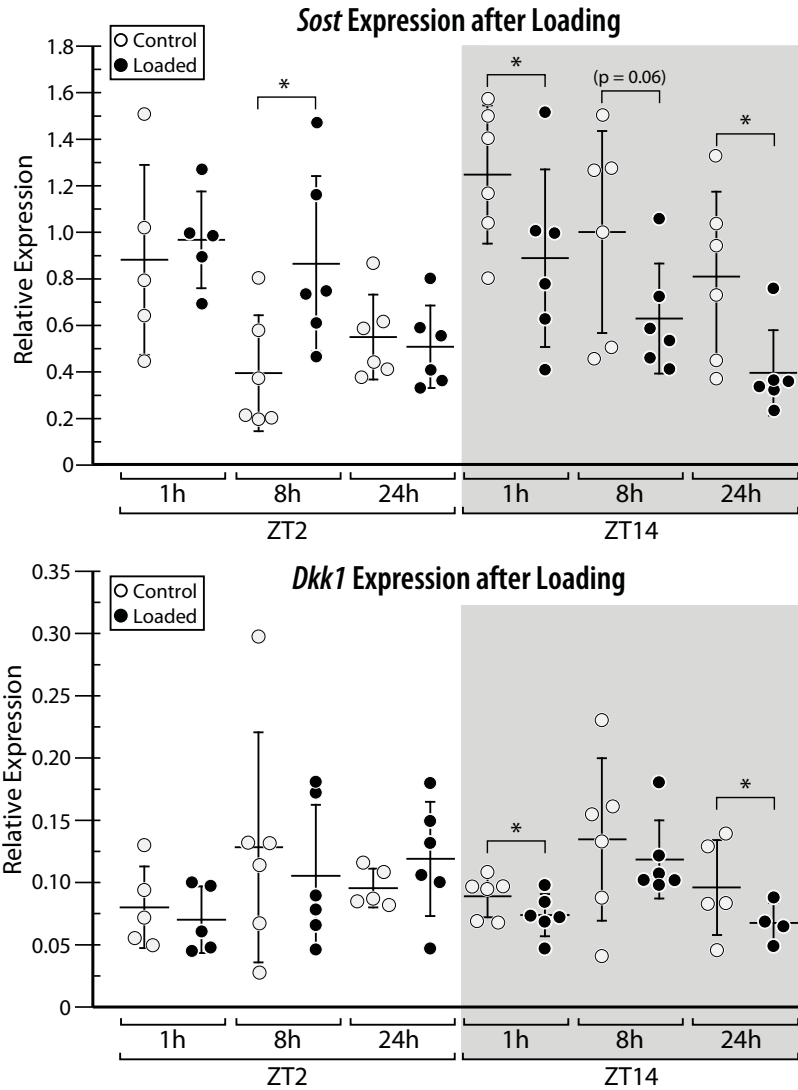 Sost Expression after Loading
Control
Loaded
Relative Expression
1.8
1.6
1.4
1.2
1.0
0.8
0.6
0.4
0.2
0
*
*
(p = 0.06)
*
1h 8h 24h 1h 8h 24h
ZT2 ZT14
Dkk1 Expression after Loading
Control
Loaded
Relative Expression
0.35
0.30
0.25
0.20
0.15
0.10
0.05
0
*
*
1h 8h 24h 1h 8h 24h
ZT2 ZT14